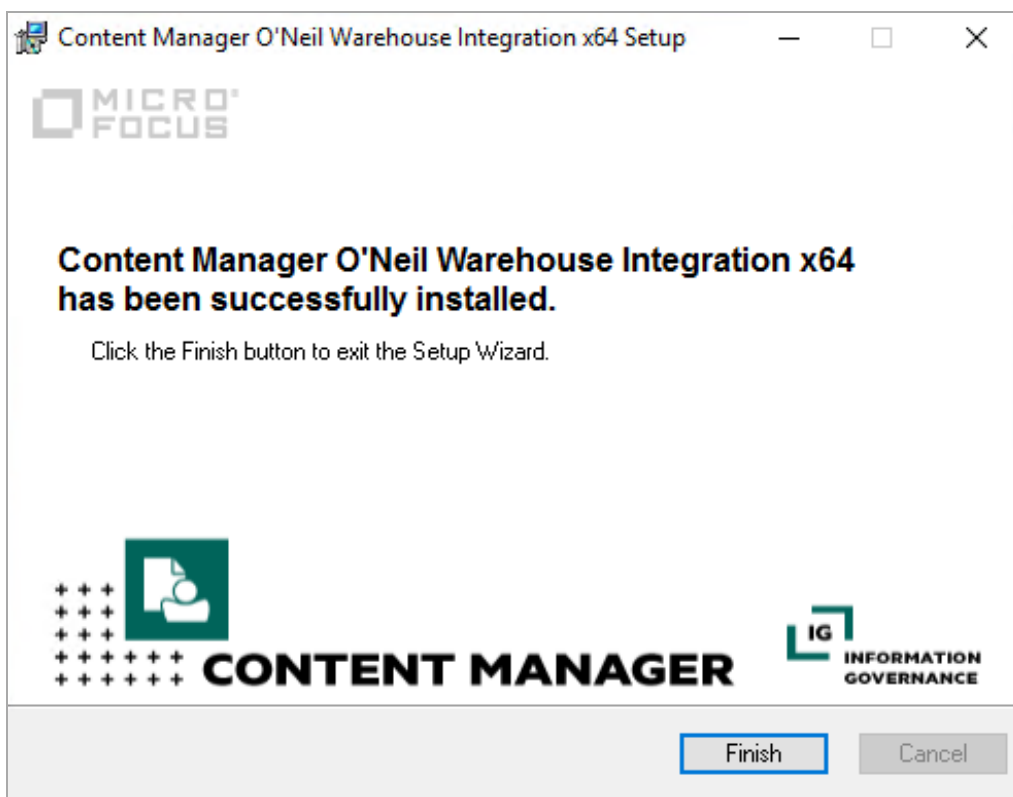 Content Manager O'Neil Warehouse Integration x64 Setup
MICRO
FOCUS
Content Manager O'Neil Warehouse Integration x64
has been successfully installed.
Click the Finish button to exit the Setup Wizard.
CONTENT MANAGER
IG
INFORMATION
GOVERNANCE
Finish
Cancel